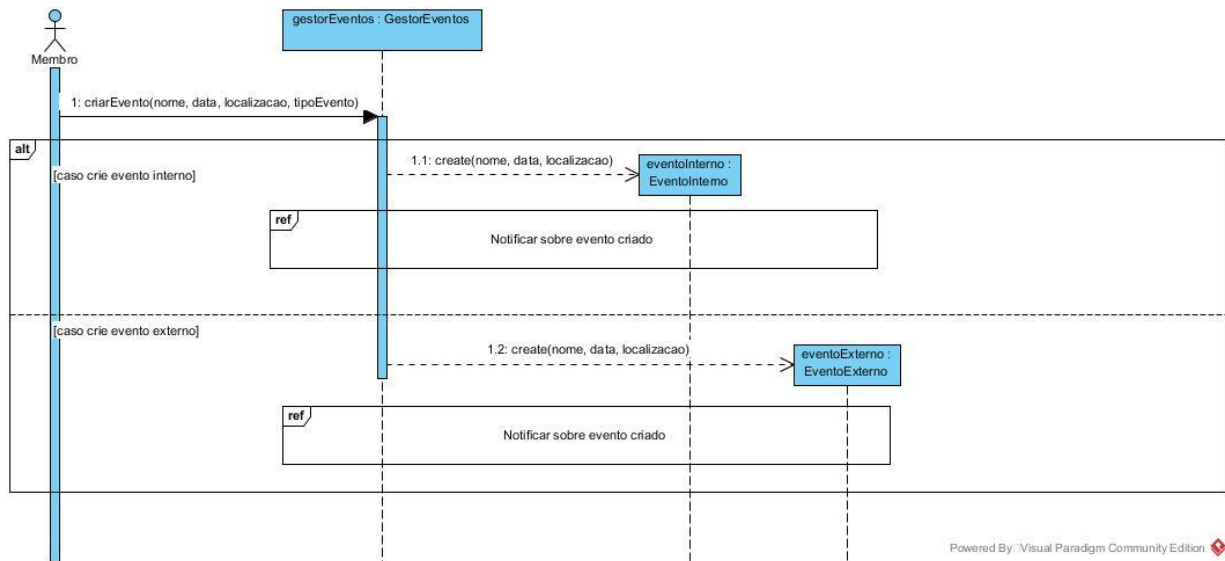 gestorEventos : GestorEventos
Membro
1: criarEvento(nome, data, localizacao, tipoEvento)
alt
[caso crie evento interno]
1.1: create(nome, data, localizacao)
eventoInterno :
EventoInterno
ref
Notificar sobre evento criado
[caso crie evento externo]
1.2: create(nome, data, localizacao)
eventoExterno :
EventoExterno
ref
Notificar sobre evento criado
Powered By Visual Paradigm Community Edition